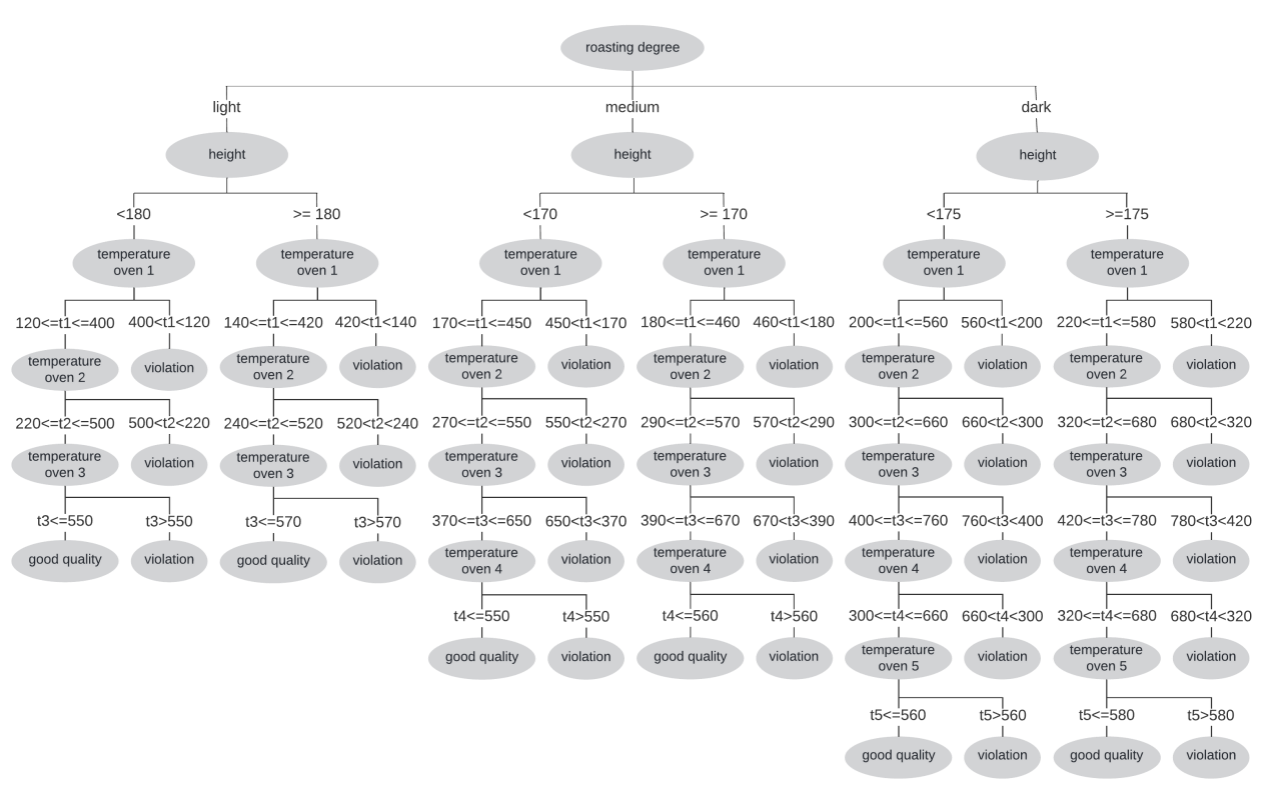 roasting degree
light medium dark
height height height
<180 >= 180 <170 >= 170 <175 >=175
temperature temperature temperature temperature temperature temperature
oven 1 oven 1 oven 1 oven 1 oven 1 oven 1
120<=t1<=400 400<t1<120 140<=t1<=420 420<t1<140 170<=t1<=450 450<t1<170 180<=t1<=460 460<t1<180 200<=t1<=560 560<t1<200 220<=t1<=580 580<t1<220
temperature violation temperature violation temperature violation temperature violation temperature violation temperature violation
oven 2 oven 2 oven 2 oven 2 oven 2 oven 2
220<=t2<=500 500<t2<220 240<=t2<=520 520<t2<240 270<=t2<=550 550<t2<270 290<=t2<=570 570<t2<290 300<=t2<=660 660<t2<300 320<=t2<=680 680<t2<320
temperature violation temperature violation temperature violation temperature violation temperature violation temperature violation
oven 3 oven 3 oven 3 oven 3 oven 3 oven 3
t3<=550 t3>550 t3<=570 t3>570 370<=t3<=650 650<t3<370 390<=t3<=670 670<t3<390 400<=t3<=760 760<t3<400 420<=t3<=780 780<t3<420
good quality violation good quality violation temperature violation temperature violation temperature violation temperature violation
oven 4 oven 4 oven 4 oven 4
t4<=550 t4>550 t4<=560 t4>560 300<=t4<=660 660<t4<300 320<=t4<=680 680<t4<320
good quality violation good quality violation temperature violation temperature violation
oven 5 oven 5
t5<=560 t5>560 t5<=580 t5>580
good quality violation good quality violation